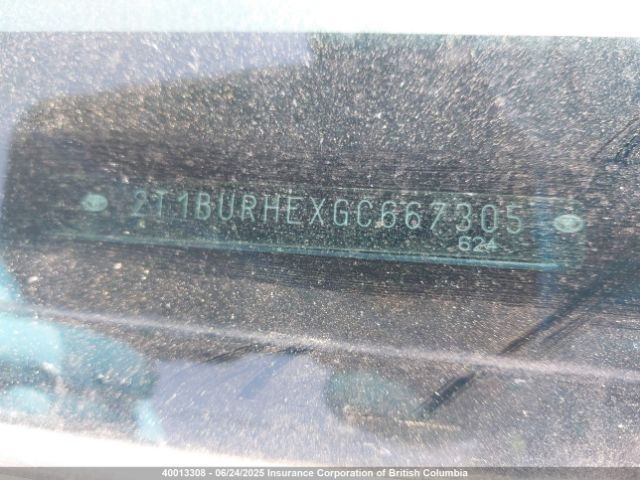 2T1BURHEXGC667305
624
40013308 - 06/24/2025 Insurance Corporation of British Columbia